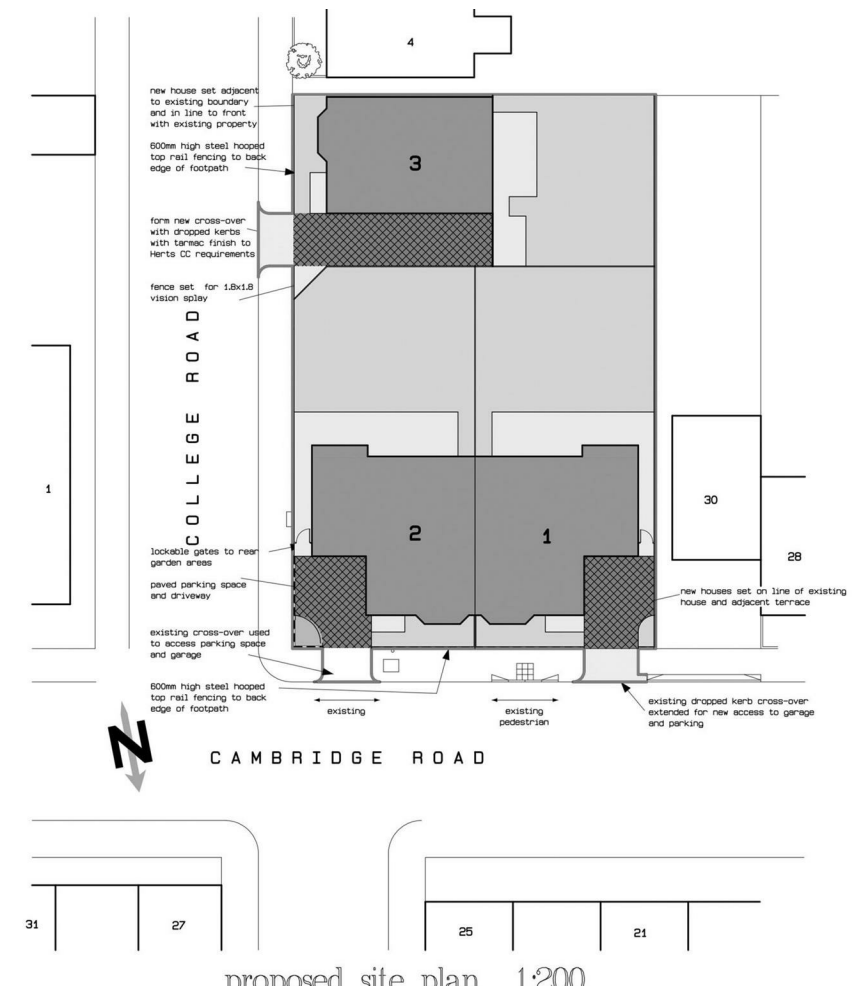 4
new house set adjacent
to existing boundary
and in line to front
with existing property
600mm high steel hooped
top rail fencing to back
edge of footpath
3
form new cross-over
with dropped kerbs
with tarmac finish to
Herts CC requirements
fence set for 1.8x1.8
vision splay
COLLEGE ROAD
1
30
28
2
1
lockable gates to rear
garden areas
paved parking space
and driveway
new houses set on line of existing
house and adjacent terrace
existing cross-over used
to access parking space
and garage
600mm high steel hooped
top rail fencing to back
edge of footpath
existing
existing
pedestrian
existing dropped kerb cross-over
extended for new access to garage
and parking
N
CAMBRIDGE ROAD
31
27
25
21
proposed site plan 1:200